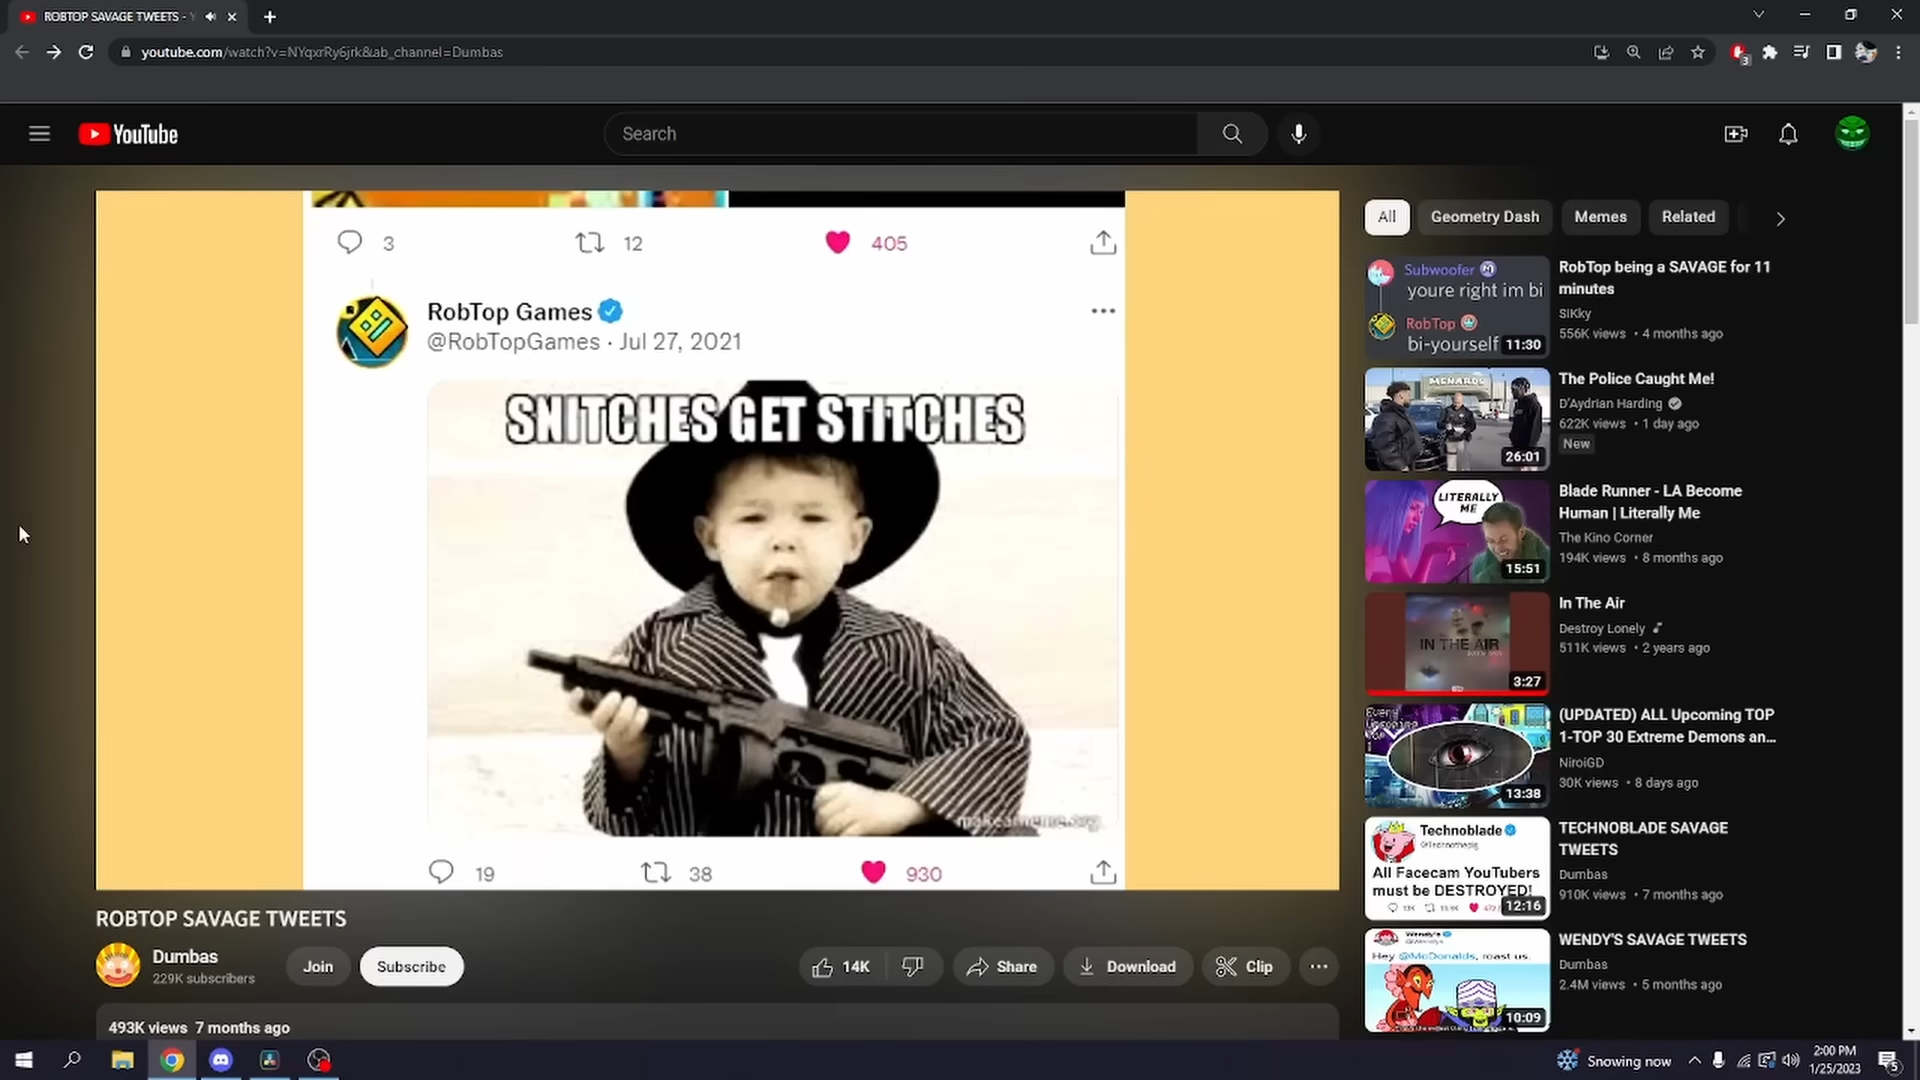 ROBTOP SAVAGE TWEETS - Y
youtube.com/watch?v=NYqxrRy6jrk&ab_channel=Dumbas
3
YouTube
Search
3
12
405
RobTop Games
@RobTopGames · Jul 27, 2021
SNITCHES GET STITCHES
makeameme.org
19
38
930
ROBTOP SAVAGE TWEETS
Dumbas
229K subscribers
Join
Subscribe
14K
Share
Download
Clip
493K views 7 months ago
All
Geometry Dash
Memes
Related
Subwoofer
youre right im bi
RobTop
bi-yourself
11:30
RobTop being a SAVAGE for 11
minutes
SIKky
556K views • 4 months ago
MENARDS
26:01
The Police Caught Me!
D'Aydrian Harding
622K views • 1 day ago
New
LITERALLY
ME
15:51
Blade Runner - LA Become
Human | Literally Me
The Kino Corner
194K views • 8 months ago
IN THE AIR
3:27
In The Air
Destroy Lonely
511K views • 2 years ago
Every
Upcoming
Top
13:38
(UPDATED) ALL Upcoming TOP
1-TOP 30 Extreme Demons an...
NiroiGD
30K views • 8 days ago
Technoblade
All Facecam YouTubers
must be DESTROYED!
12:16
TECHNOBLADE SAVAGE
TWEETS
Dumbas
910K views • 7 months ago
Wendy's
Hey @McDonalds, roast us.
10:09
WENDY'S SAVAGE TWEETS
Dumbas
2.4M views • 5 months ago
Snowing now
2:00 PM
1/25/2023
5